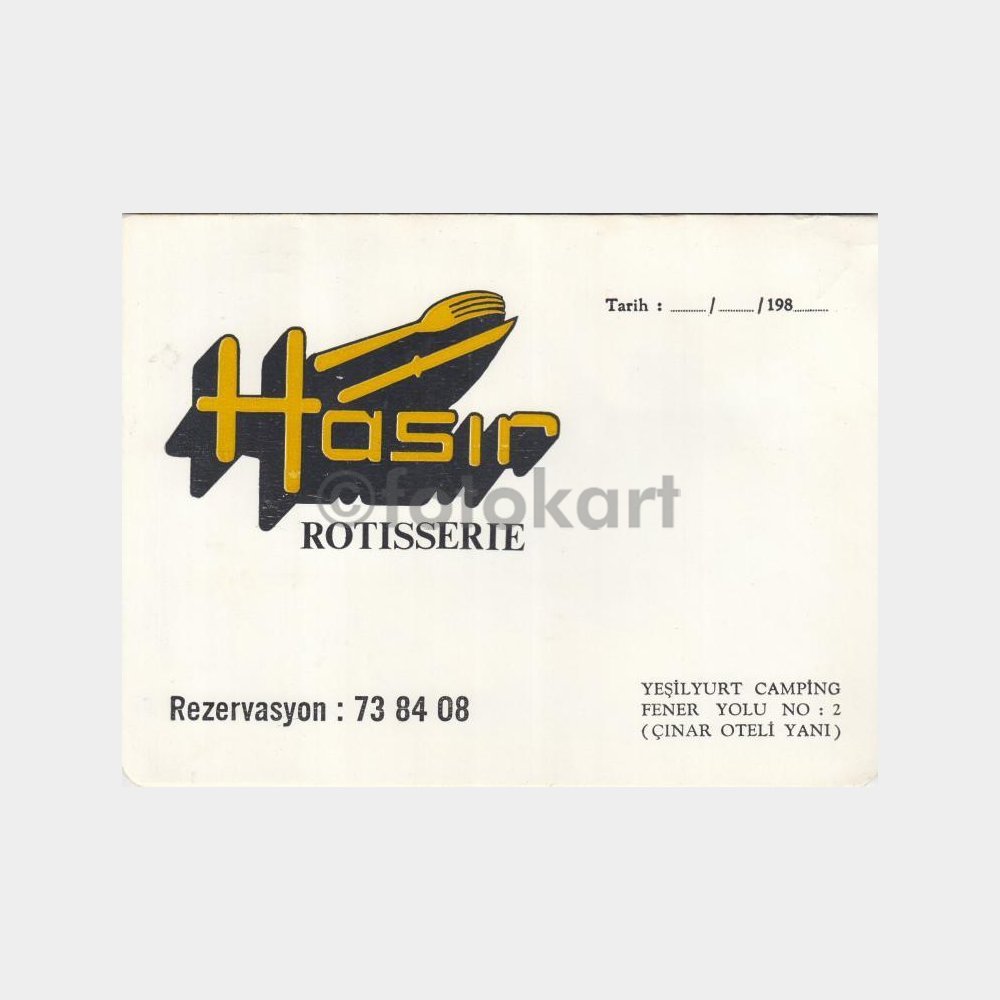 Tarih : ........ / ........ / 198........
Hasır
ROTISSERIE
©fotokart
Rezervasyon : 73 84 08
YEŞİLYURT CAMPİNG
FENER YOLU NO : 2
(ÇINAR OTELİ YANI)